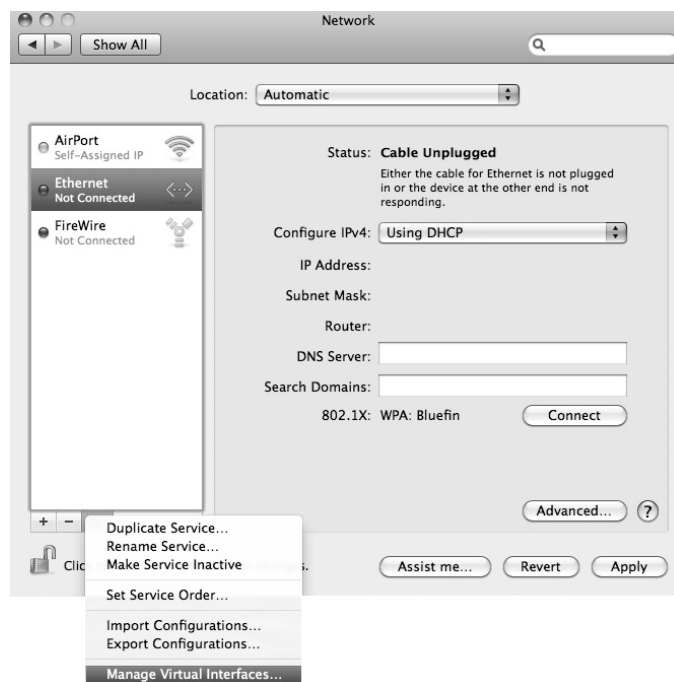 Network
Show All
Location: Automatic
AirPort
Self-Assigned IP
Ethernet
Not Connected
FireWire
Not Connected
Status: Cable Unplugged
Either the cable for Ethernet is not plugged
in or the device at the other end is not
responding.
Configure IPv4: Using DHCP
IP Address:
Subnet Mask:
Router:
DNS Server:
Search Domains:
802.1X: WPA: Bluefin Connect
Advanced... ?
+ −
Duplicate Service...
Rename Service...
Make Service Inactive
Set Service Order...
Import Configurations...
Export Configurations...
Manage Virtual Interfaces...
Assist me... Revert Apply